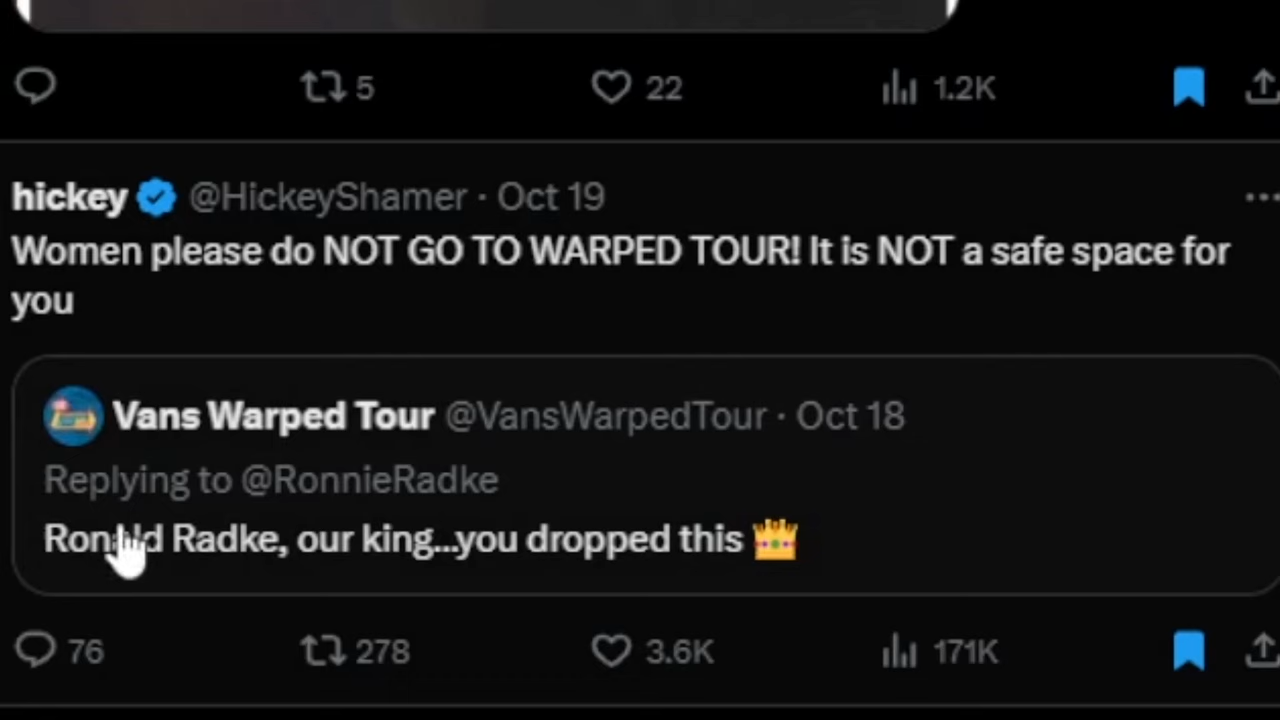 5 22 1.2K
hickey @HickeyShamer · Oct 19
Women please do NOT GO TO WARPED TOUR! It is NOT a safe space for
you
Vans Warped Tour @VansWarpedTour · Oct 18
Replying to @RonnieRadke
Ronald Radke, our king...you dropped this 👑
76 278 3.6K 171K